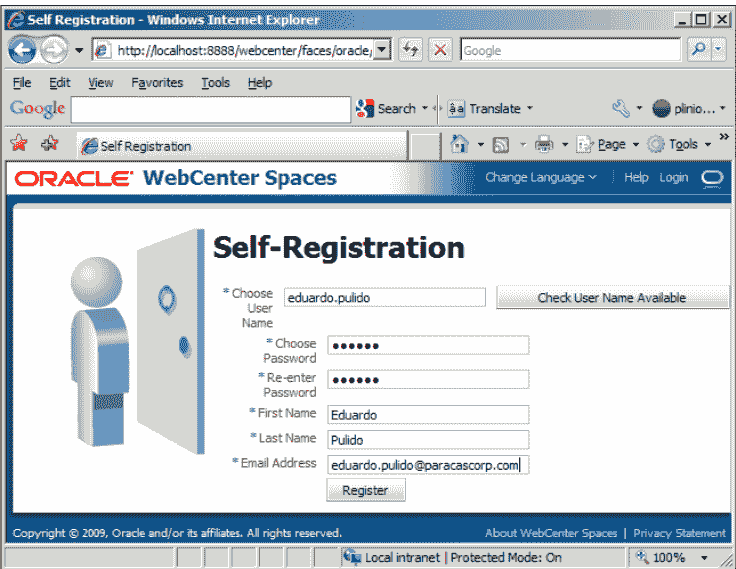 Self Registration - Windows Internet Explorer
http://localhost:8888/webcenter/faces/oracle, Google
File Edit View Favorites Tools Help
Google Search Translate plinio...
Self Registration Page Tools »
ORACLE WebCenter Spaces Change Language Help Login
Self-Registration
* Choose User Name eduardo.pulido Check User Name Available
* Choose Password ••••••
* Re-enter Password ••••••
* First Name Eduardo
* Last Name Pulido
* Email Address eduardo.pulido@paracascorp.com
Register
Copyright © 2009, Oracle and/or its affiliates. All rights reserved. About WebCenter Spaces | Privacy Statement
Local intranet | Protected Mode: On 100%